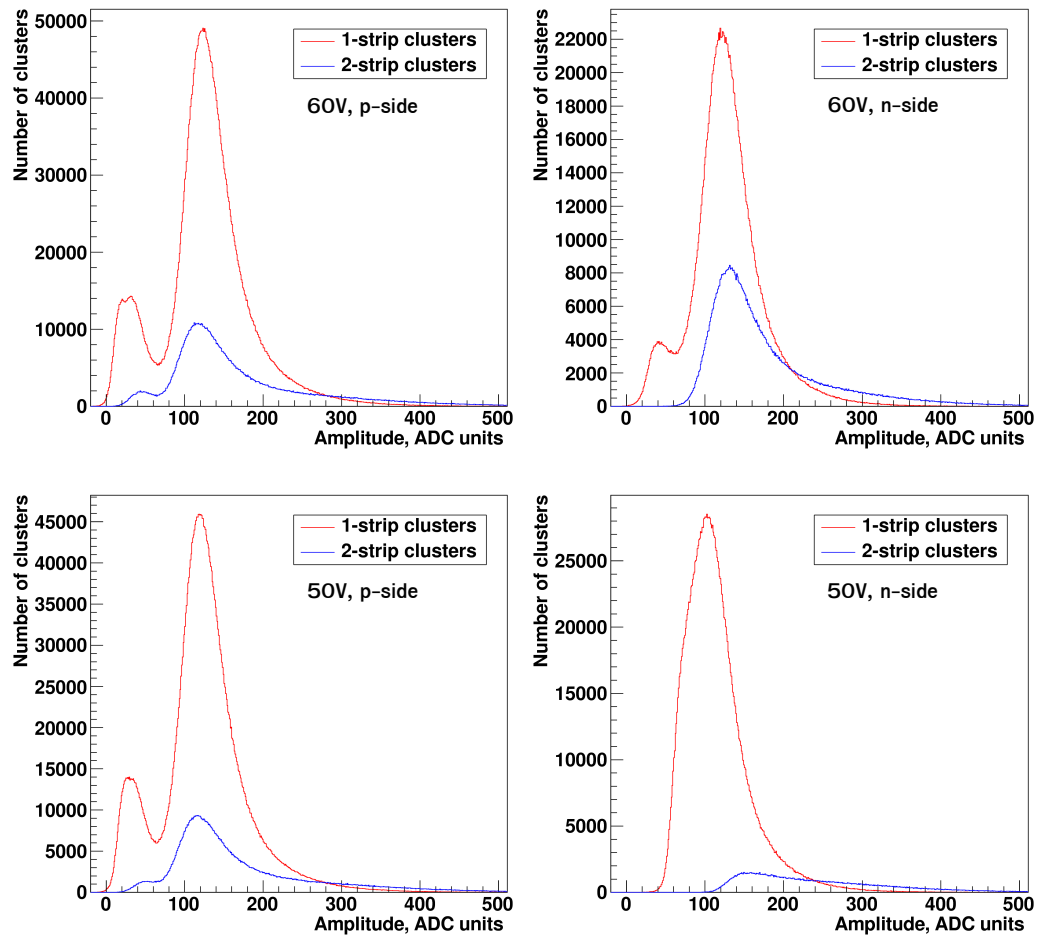 Number of clusters
50000
40000
30000
20000
10000
0
1-strip clusters
2-strip clusters
60V, p-side
0 100 200 300 400 500
Amplitude, ADC units
Number of clusters
22000
20000
18000
16000
14000
12000
10000
8000
6000
4000
2000
0
1-strip clusters
2-strip clusters
60V, n-side
0 100 200 300 400 500
Amplitude, ADC units
Number of clusters
45000
40000
35000
30000
25000
20000
15000
10000
5000
0
1-strip clusters
2-strip clusters
50V, p-side
0 100 200 300 400 500
Amplitude, ADC units
Number of clusters
25000
20000
15000
10000
5000
0
1-strip clusters
2-strip clusters
50V, n-side
0 100 200 300 400 500
Amplitude, ADC units